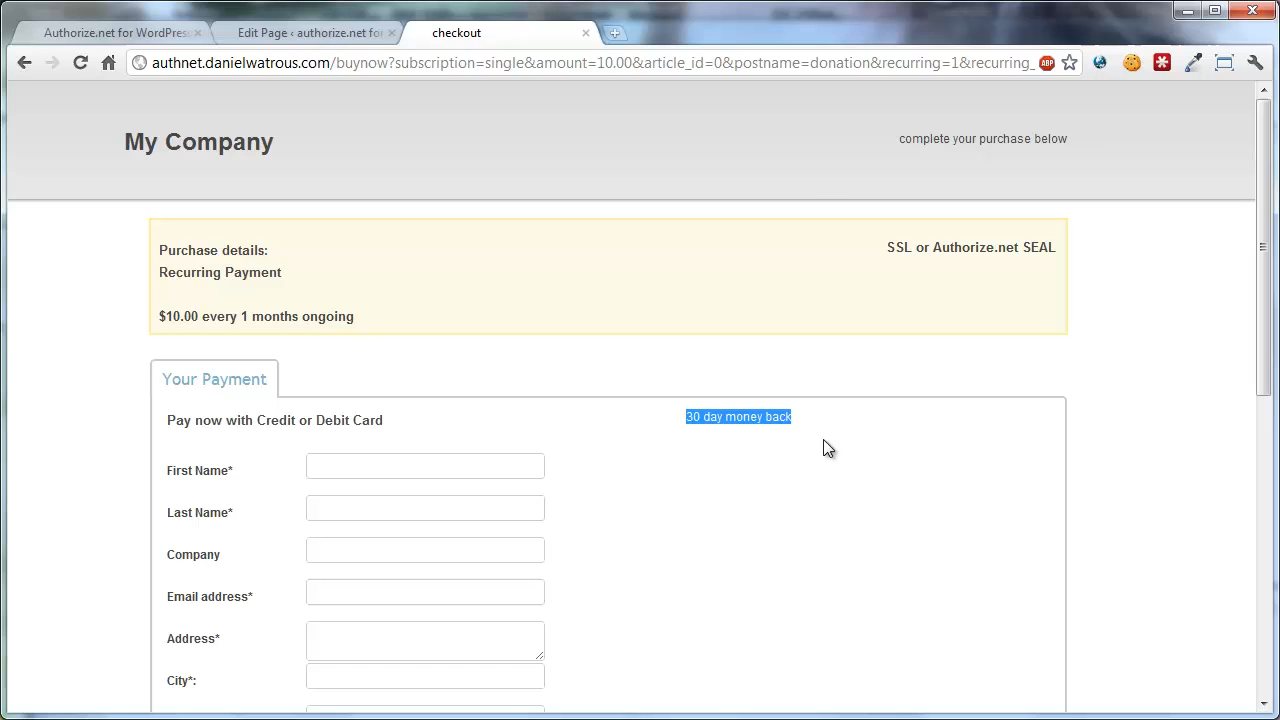 Authorize.net for WordPress
Edit Page ‹ authorize.net for
checkout
authnet.danielwatrous.com/buynow?subscription=single&amount=10.00&article_id=0&postname=donation&recurring=1&recurring_
ABP
My Company
complete your purchase below
Purchase details:
SSL or Authorize.net SEAL
Recurring Payment
$10.00 every 1 months ongoing
Your Payment
Pay now with Credit or Debit Card
30 day money back
First Name*
Last Name*
Company
Email address*
Address*
City*: